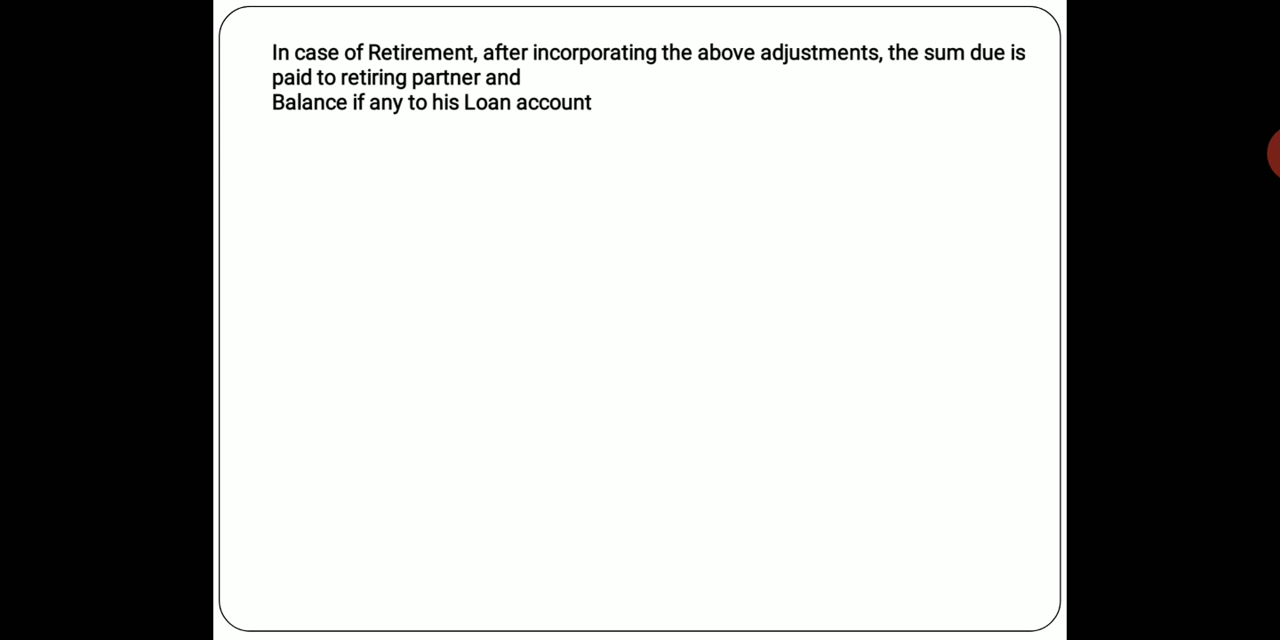 In case of Retirement, after incorporating the above adjustments, the sum due is
paid to retiring partner and
Balance if any to his Loan account